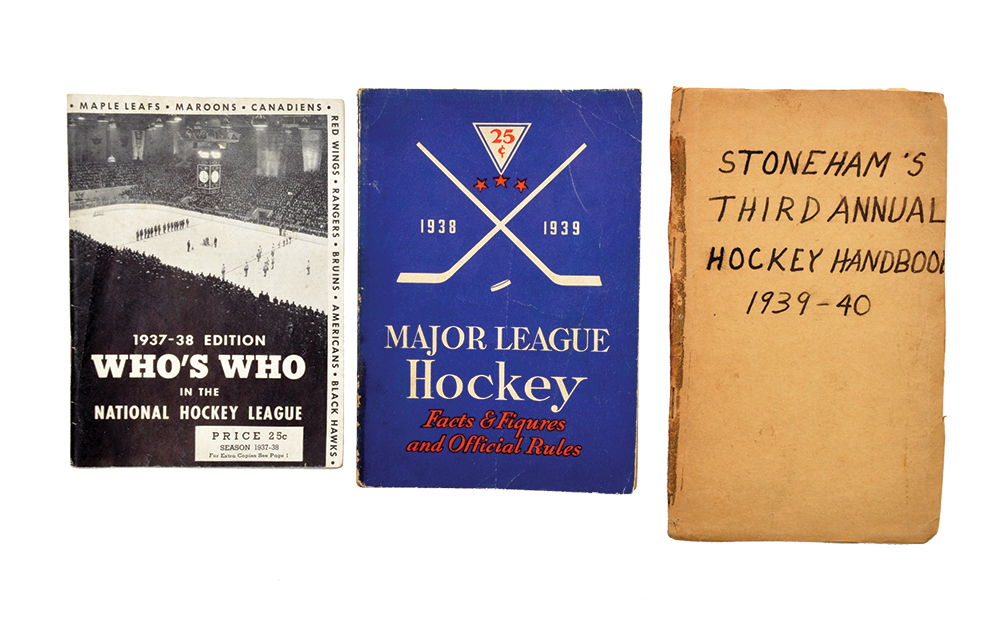 • MAPLE LEAFS • MAROONS • CANADIENS •
RED WINGS • RANGERS • BRUINS • AMERICANS • BLACK HAWKS •
1937-38 EDITION
WHO'S WHO
IN THE
NATIONAL HOCKEY LEAGUE
PRICE 25c
SEASON 1937-38
For Extra Copies See Page 1
25
¢
1938 1939
MAJOR LEAGUE
Hockey
Facts & Figures
and Official Rules
STONEHAM'S
THIRD ANNUAL
HOCKEY HANDBOOK
1939-40